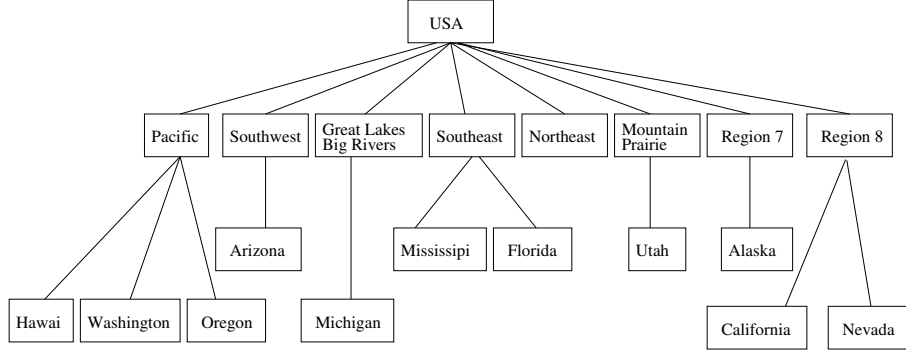 USA
Pacific
Southwest
Great Lakes
Big Rivers
Southeast
Northeast
Mountain
Prairie
Region 7
Region 8
Arizona
Mississipi
Florida
Utah
Alaska
Hawai
Washington
Oregon
Michigan
California
Nevada